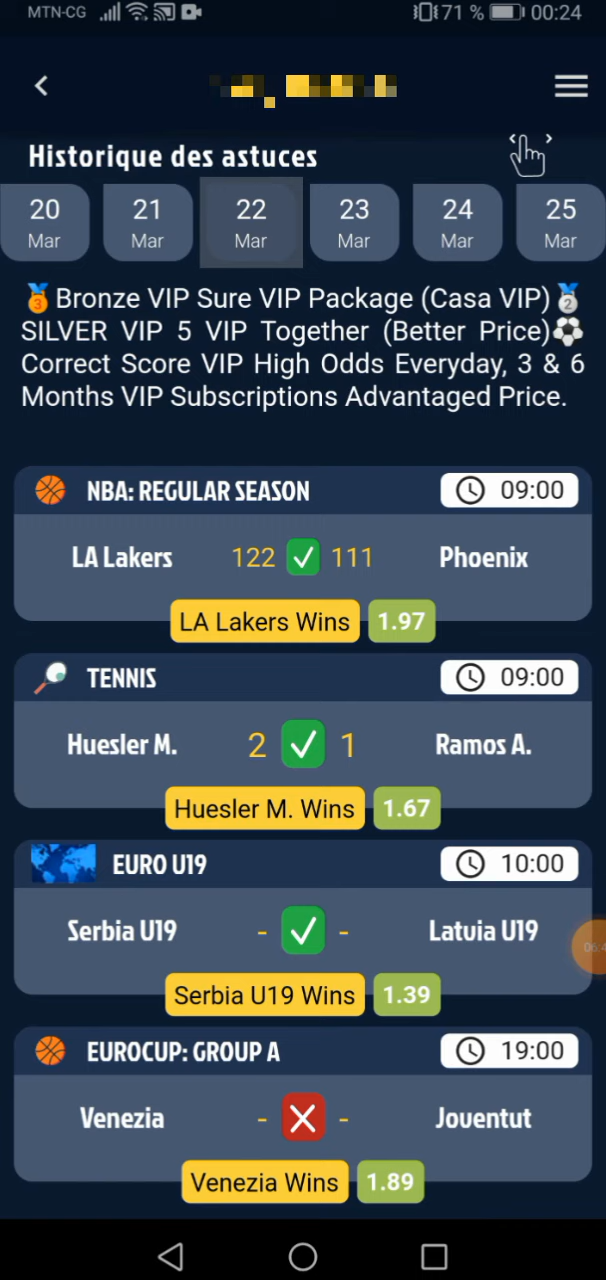 MTN-CG 71 % 00:24
Historique des astuces
20 21 22 23 24 25
Mar Mar Mar Mar Mar Mar
Bronze VIP Sure VIP Package (Casa VIP)
SILVER VIP 5 VIP Together (Better Price)
Correct Score VIP High Odds Everyday, 3 & 6
Months VIP Subscriptions Advantaged Price.
NBA: REGULAR SEASON 09:00
LA Lakers 122 111 Phoenix
LA Lakers Wins 1.97
TENNIS 09:00
Huesler M. 2 1 Ramos A.
Huesler M. Wins 1.67
EURO U19 10:00
Serbia U19 - - Latvia U19
Serbia U19 Wins 1.39
EUROCUP: GROUP A 19:00
Venezia - - Joventut
Venezia Wins 1.89